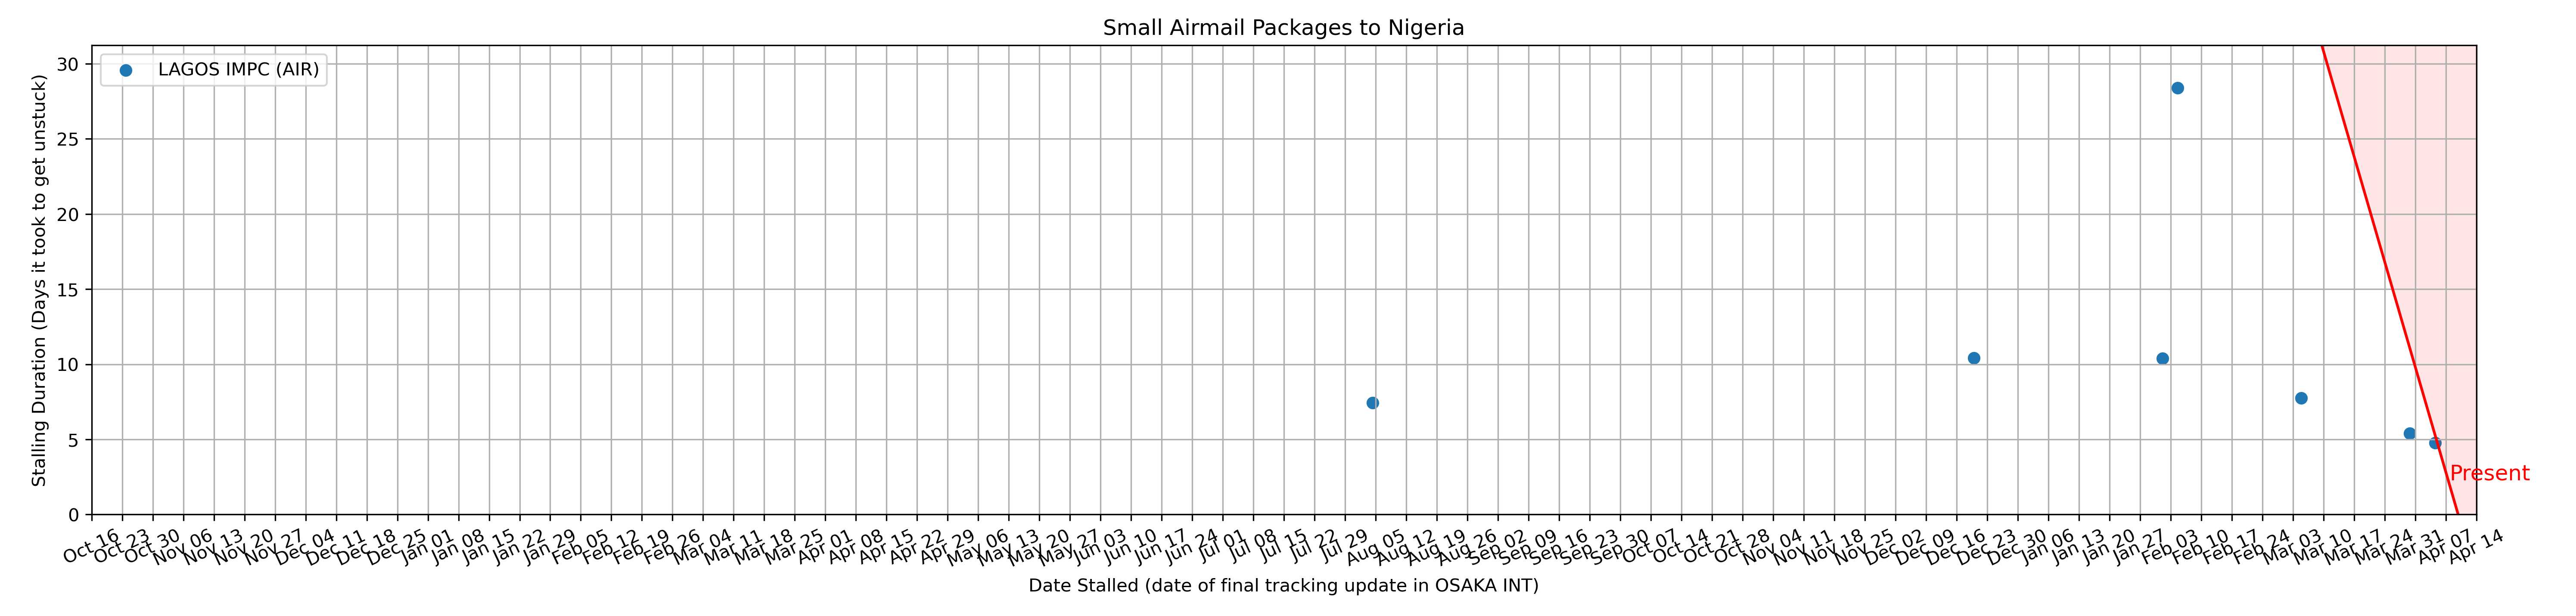 Small Airmail Packages to Nigeria
LAGOS IMPC (AIR)
Stalling Duration (Days it took to get unstuck)
30
25
20
15
10
5
0
Present
Oct 16 Oct 23 Oct 30 Nov 06 Nov 13 Nov 20 Nov 27 Dec 04 Dec 11 Dec 18 Dec 25 Jan 01 Jan 08 Jan 15 Jan 22 Jan 29 Feb 05 Feb 12 Feb 19 Feb 26 Mar 04 Mar 11 Mar 18 Mar 25 Apr 01 Apr 08 Apr 15 Apr 22 Apr 29 May 06 May 13 May 20 May 27 Jun 03 Jun 10 Jun 17 Jun 24 Jul 01 Jul 08 Jul 15 Jul 22 Jul 29 Aug 05 Aug 12 Aug 19 Aug 26 Sep 02 Sep 09 Sep 16 Sep 23 Sep 30 Oct 07 Oct 14 Oct 21 Oct 28 Nov 04 Nov 11 Nov 18 Nov 25 Dec 02 Dec 09 Dec 16 Dec 23 Dec 30 Jan 06 Jan 13 Jan 20 Jan 27 Feb 03 Feb 10 Feb 17 Feb 24 Mar 03 Mar 10 Mar 17 Mar 24 Mar 31 Apr 07 Apr 14
Date Stalled (date of final tracking update in OSAKA INT)